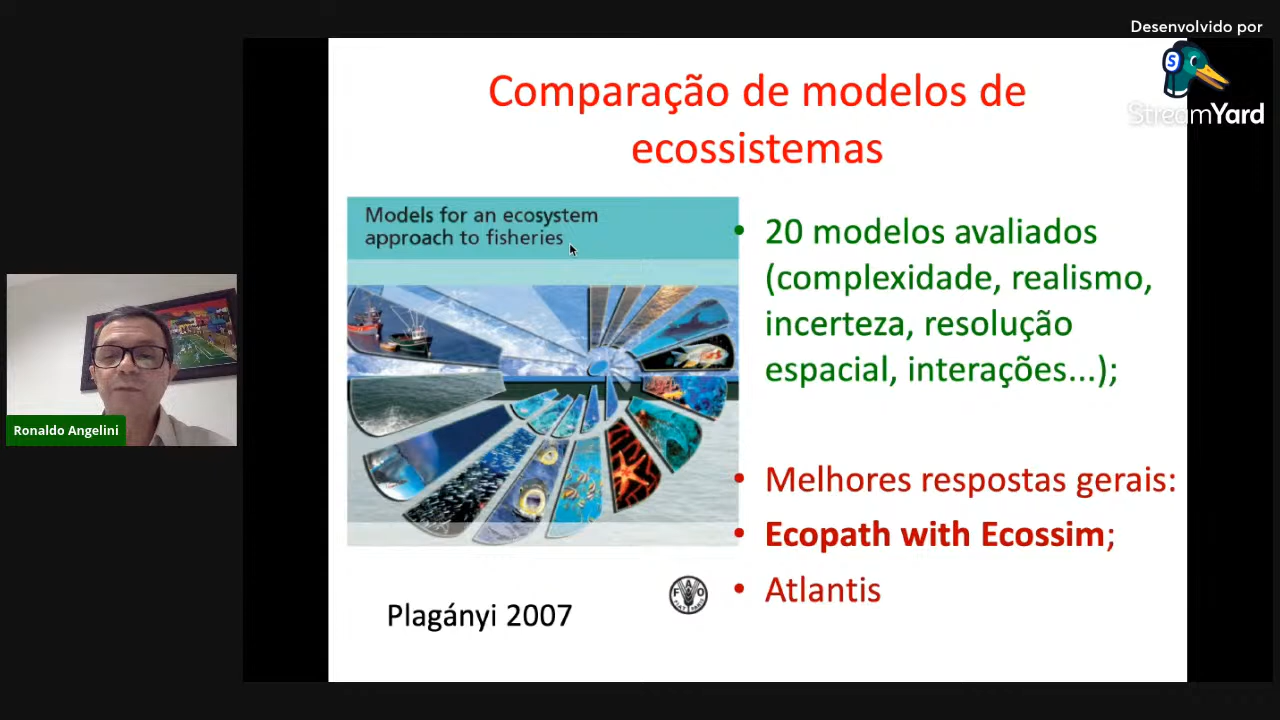 Desenvolvido por
StreamYard
Comparação de modelos de
ecossistemas
Models for an ecosystem
approach to fisheries
• 20 modelos avaliados
(complexidade, realismo,
incerteza, resolução
espacial, interações...);
• Melhores respostas gerais:
• Ecopath with Ecossim;
• Atlantis
Plagányi 2007
FAO
Ronaldo Angelini